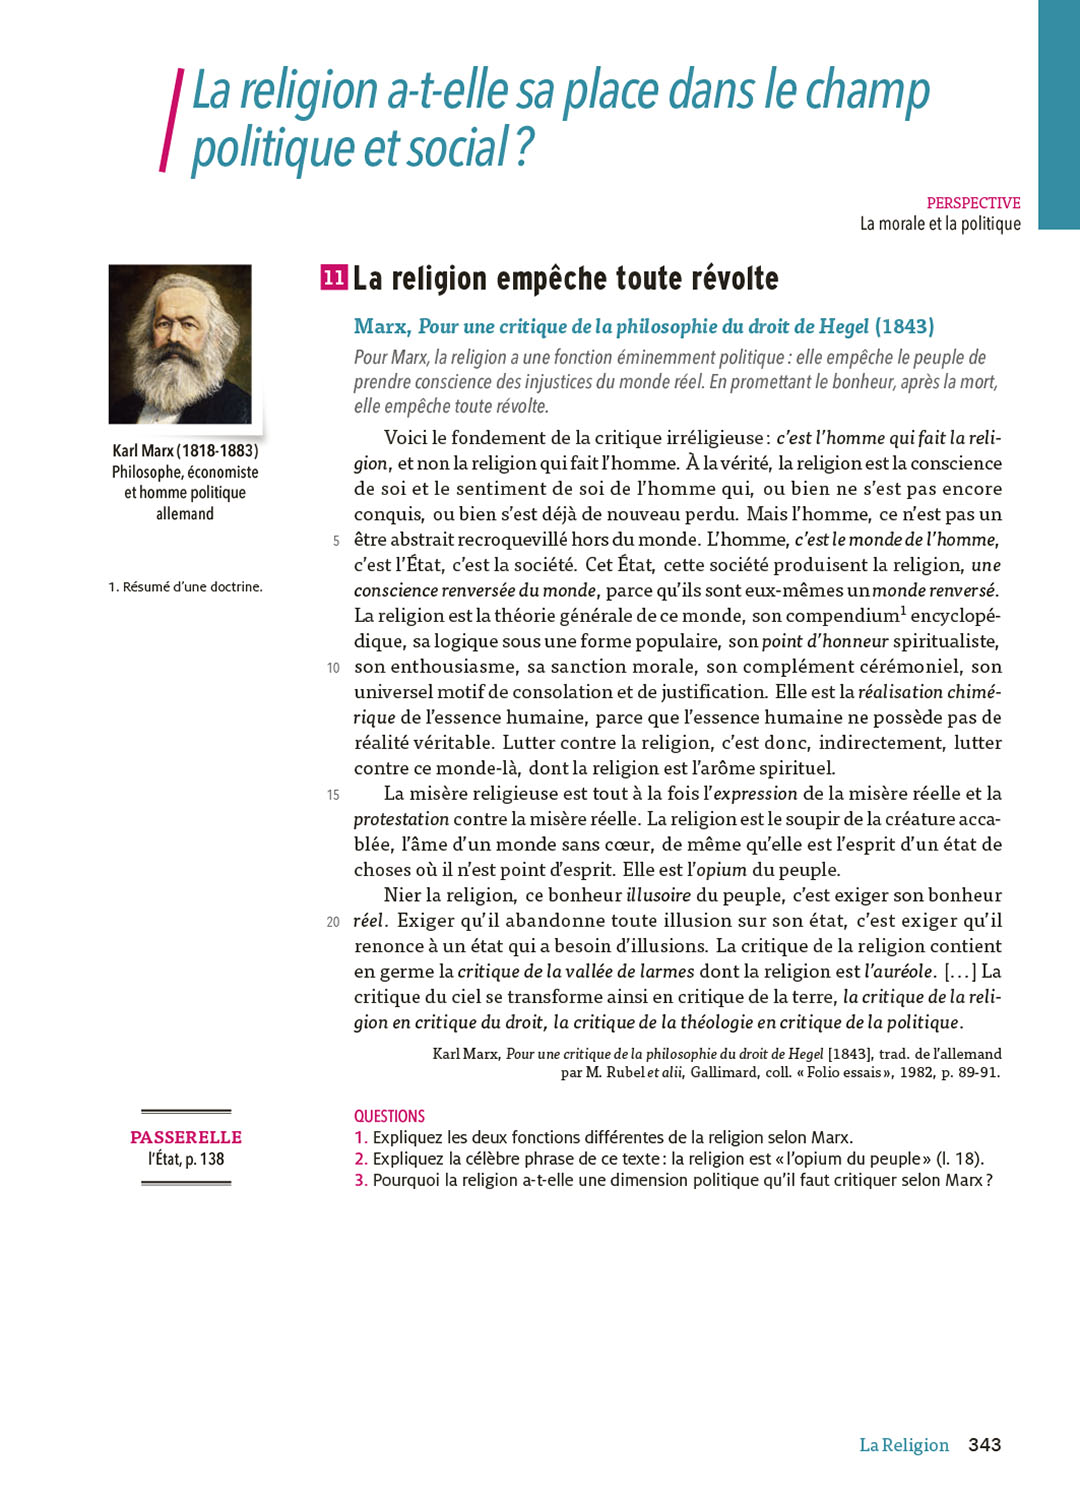 La religion a-t-elle sa place dans le champ
politique et social ?
PERSPECTIVE
La morale et la politique
11 La religion empêche toute révolte
Marx, Pour une critique de la philosophie du droit de Hegel (1843)
Pour Marx, la religion a une fonction éminemment politique : elle empêche le peuple de
prendre conscience des injustices du monde réel. En promettant le bonheur, après la mort,
elle empêche toute révolte.
Karl Marx (1818-1883)
Philosophe, économiste
et homme politique
allemand
1. Résumé d'une doctrine.
Voici le fondement de la critique irréligieuse : c'est l'homme qui fait la reli-
gion, et non la religion qui fait l'homme. À la vérité, la religion est la conscience
de soi et le sentiment de soi de l'homme qui, ou bien ne s'est pas encore
conquis, ou bien s'est déjà de nouveau perdu. Mais l'homme, ce n'est pas un
5 être abstrait recroquevillé hors du monde. L'homme, c'est le monde de l'homme,
c'est l'État, c'est la société. Cet État, cette société produisent la religion, une
conscience renversée du monde, parce qu'ils sont eux-mêmes un monde renversé.
La religion est la théorie générale de ce monde, son compendium1 encyclopé-
dique, sa logique sous une forme populaire, son point d'honneur spiritualiste,
10 son enthousiasme, sa sanction morale, son complément cérémoniel, son
universel motif de consolation et de justification. Elle est la réalisation chimé-
rique de l'essence humaine, parce que l'essence humaine ne possède pas de
réalité véritable. Lutter contre la religion, c'est donc, indirectement, lutter
contre ce monde-là, dont la religion est l'arôme spirituel.
15 La misère religieuse est tout à la fois l'expression de la misère réelle et la
protestation contre la misère réelle. La religion est le soupir de la créature acca-
blée, l'âme d'un monde sans cœur, de même qu'elle est l'esprit d'un état de
choses où il n'est point d'esprit. Elle est l'opium du peuple.
Nier la religion, ce bonheur illusoire du peuple, c'est exiger son bonheur
20 réel. Exiger qu'il abandonne toute illusion sur son état, c'est exiger qu'il
renonce à un état qui a besoin d'illusions. La critique de la religion contient
en germe la critique de la vallée de larmes dont la religion est l'auréole. [...] La
critique du ciel se transforme ainsi en critique de la terre, la critique de la reli-
gion en critique du droit, la critique de la théologie en critique de la politique.
Karl Marx, Pour une critique de la philosophie du droit de Hegel [1843], trad. de l'allemand
par M. Rubel et alii, Gallimard, coll. « Folio essais », 1982, p. 89-91.
PASSERELLE
l'État, p. 138
QUESTIONS
1. Expliquez les deux fonctions différentes de la religion selon Marx.
2. Expliquez la célèbre phrase de ce texte : la religion est « l'opium du peuple » (l. 18).
3. Pourquoi la religion a-t-elle une dimension politique qu'il faut critiquer selon Marx ?
La Religion 343